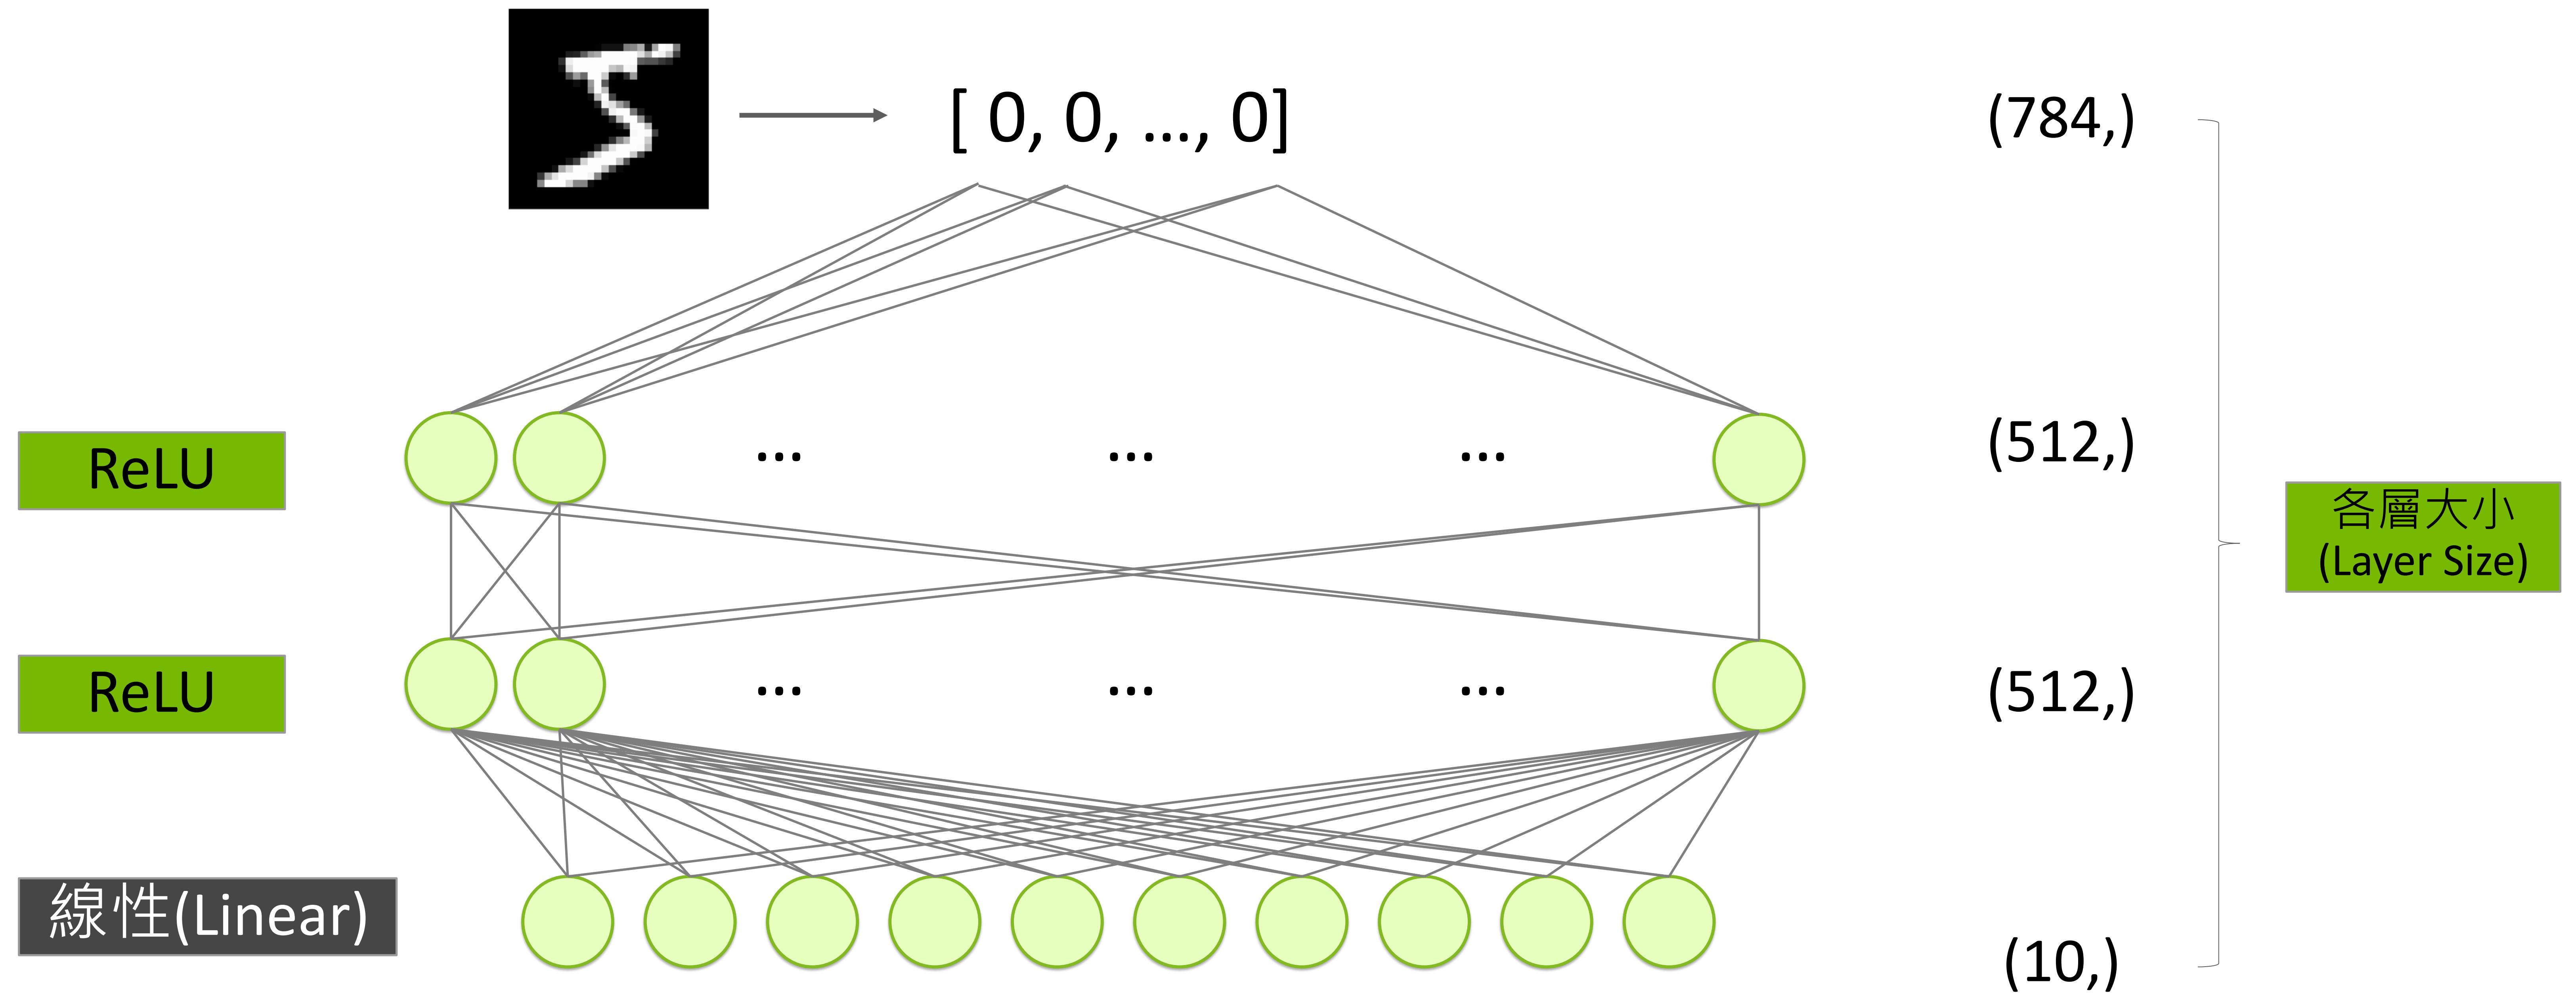 [ 0, 0, ..., 0]
(784,)
ReLU
... ... ...
(512,)
各層大小
(Layer Size)
ReLU
... ... ...
(512,)
線性(Linear)
(10,)